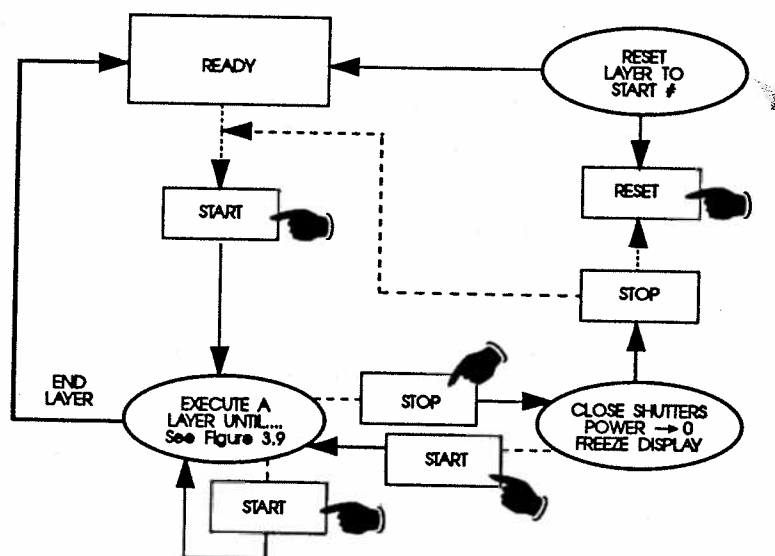 READY
RESET
LAYER TO
START #
RESET
START
STOP
END
LAYER
EXECUTE A
LAYER UNTIL....
See Figure 3.9
STOP
CLOSE SHUTTERS
POWER → 0
FREEZE DISPLAY
START
START